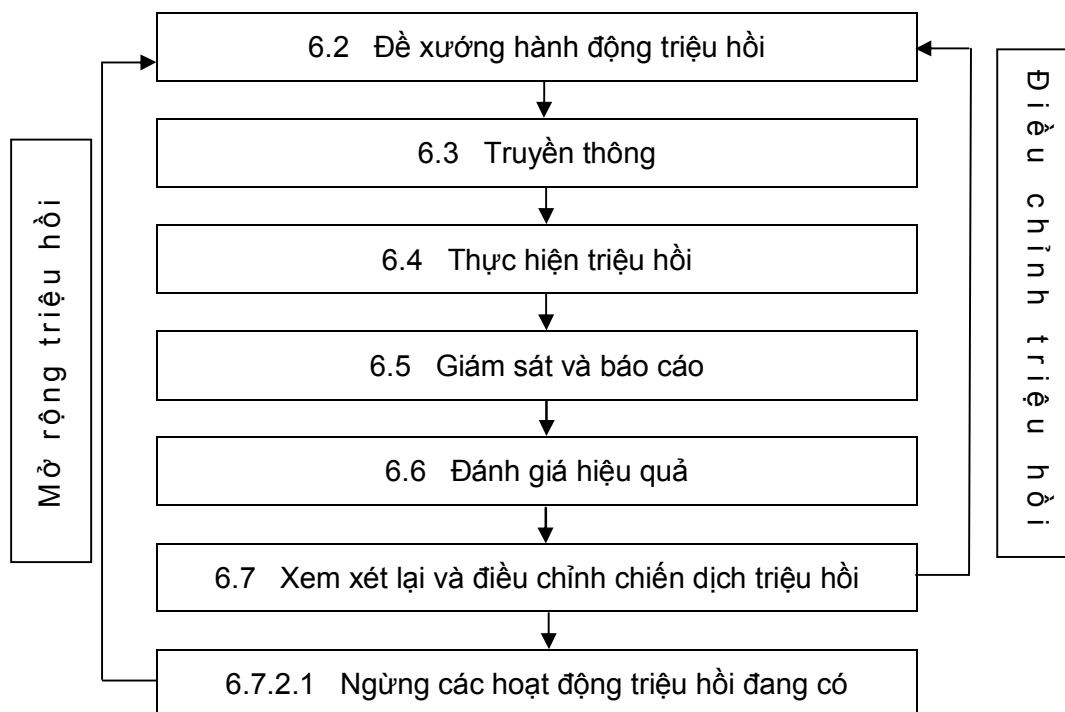 6.2 Đề xướng hành động triệu hồi
6.3 Truyền thông
6.4 Thực hiện triệu hồi
6.5 Giám sát và báo cáo
6.6 Đánh giá hiệu quả
6.7 Xem xét lại và điều chỉnh chiến dịch triệu hồi
6.7.2.1 Ngừng các hoạt động triệu hồi đang có
Mở rộng triệu hồi
Điều chỉnh triệu hồi